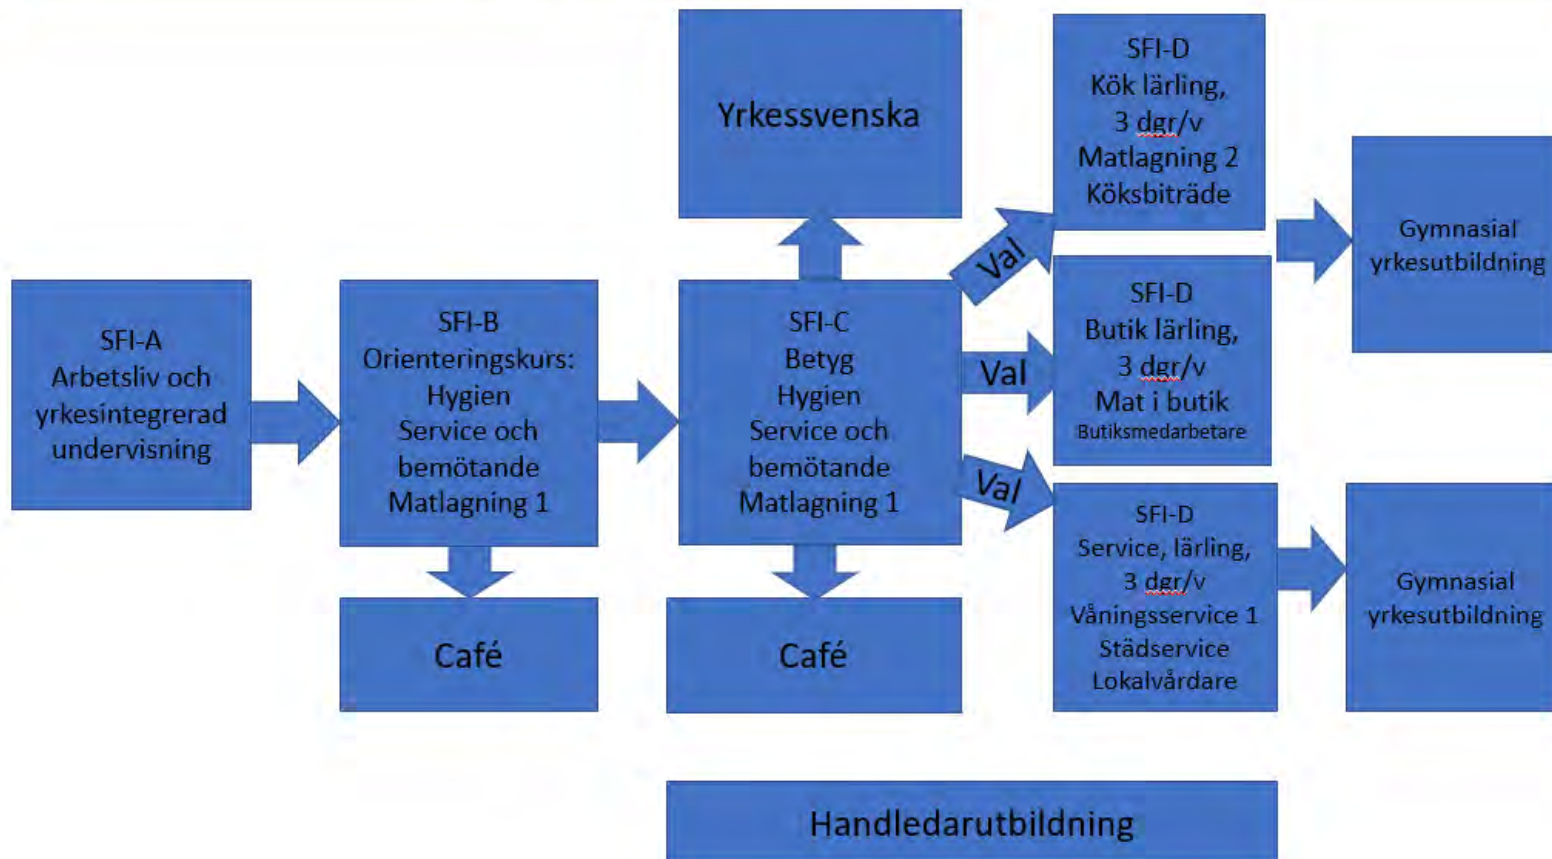 SFI-A
Arbetsliv och
yrkesintegrerad
undervisning
SFI-B
Orienteringskurs:
Hygien
Service och
bemötande
Matlagning 1
Café
Yrkessvenska
SFI-C
Betyg
Hygien
Service och
bemötande
Matlagning 1
Café
Val
Val
Val
SFI-D
Kök lärling,
3 dgr/v
Matlagning 2
Köksbiträde
SFI-D
Butik lärling,
3 dgr/v
Mat i butik
Butiksmedarbetare
SFI-D
Service, lärling,
3 dgr/v
Våningsservice 1
Städservice
Lokalvårdare
Gymnasial
yrkesutbildning
Gymnasial
yrkesutbildning
Handledarutbildning